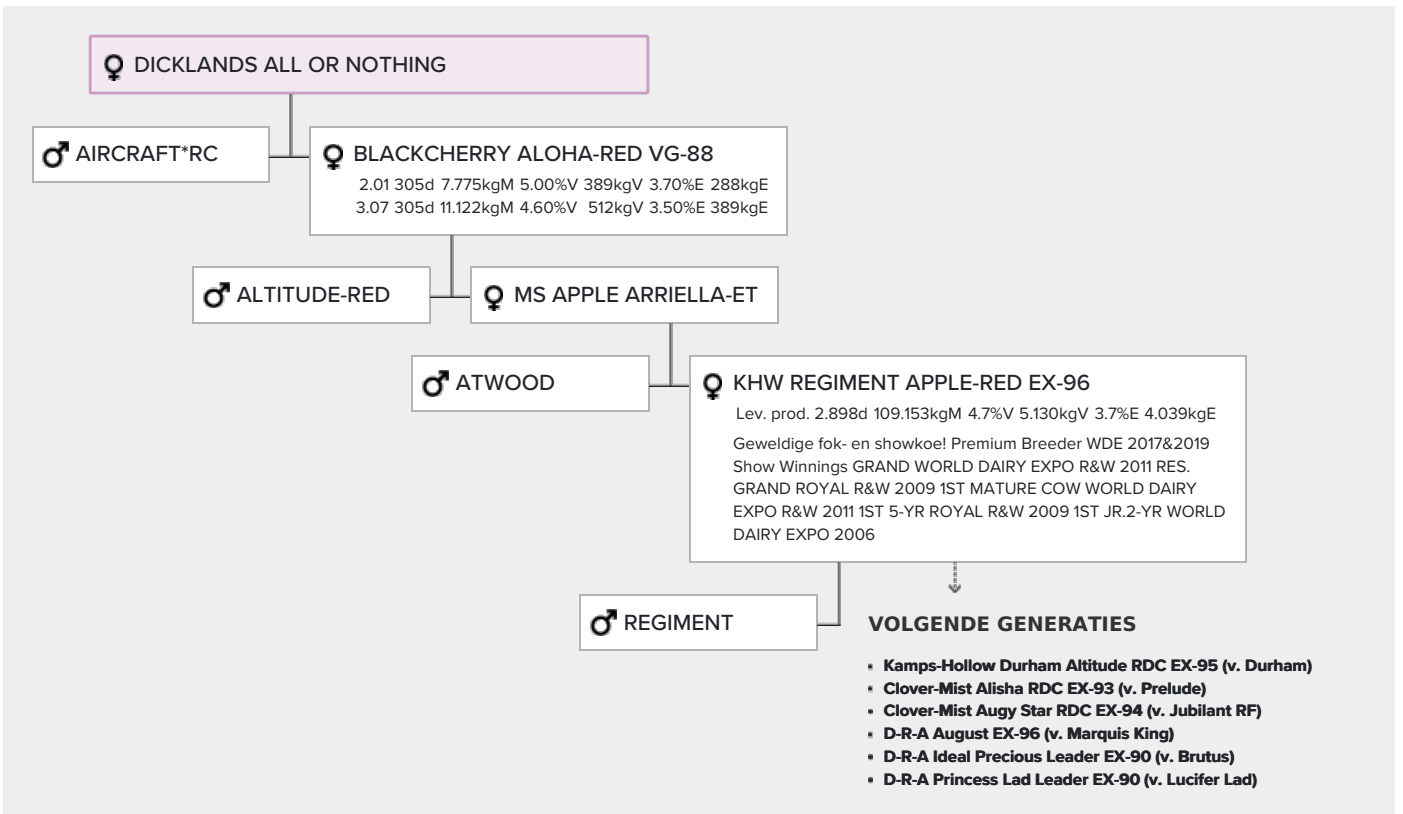 DICKLANDS ALL OR NOTHING
AIRCRAFT*RC
BLACKCHERRY ALOHA-RED VG-88
2.01 305d 7.775kgM 5.00%V 389kgV 3.70%E 288kgE
3.07 305d 11.122kgM 4.60%V 512kgV 3.50%E 389kgE
ALTITUDE-RED
MS APPLE ARRIELLA-ET
ATWOOD
KHW REGIMENT APPLE-RED EX-96
Lev. prod. 2.898d 109.153kgM 4.7%V 5.130kgV 3.7%E 4.039kgE
Geweldige fok- en showkoe! Premium Breeder WDE 2017&2019
Show Winnings GRAND WORLD DAIRY EXPO R&W 2011 RES.
GRAND ROYAL R&W 2009 1ST MATURE COW WORLD DAIRY
EXPO R&W 2011 1ST 5-YR ROYAL R&W 2009 1ST JR.2-YR WORLD
DAIRY EXPO 2006
REGIMENT
VOLGENDE GENERATIES
Kamps-Hollow Durham Altitude RDC EX-95 (v. Durham)
Clover-Mist Alisha RDC EX-93 (v. Prelude)
Clover-Mist Augy Star RDC EX-94 (v. Jubilant RF)
D-R-A August EX-96 (v. Marquis King)
D-R-A Ideal Precious Leader EX-90 (v. Brutus)
D-R-A Princess Lad Leader EX-90 (v. Lucifer Lad)